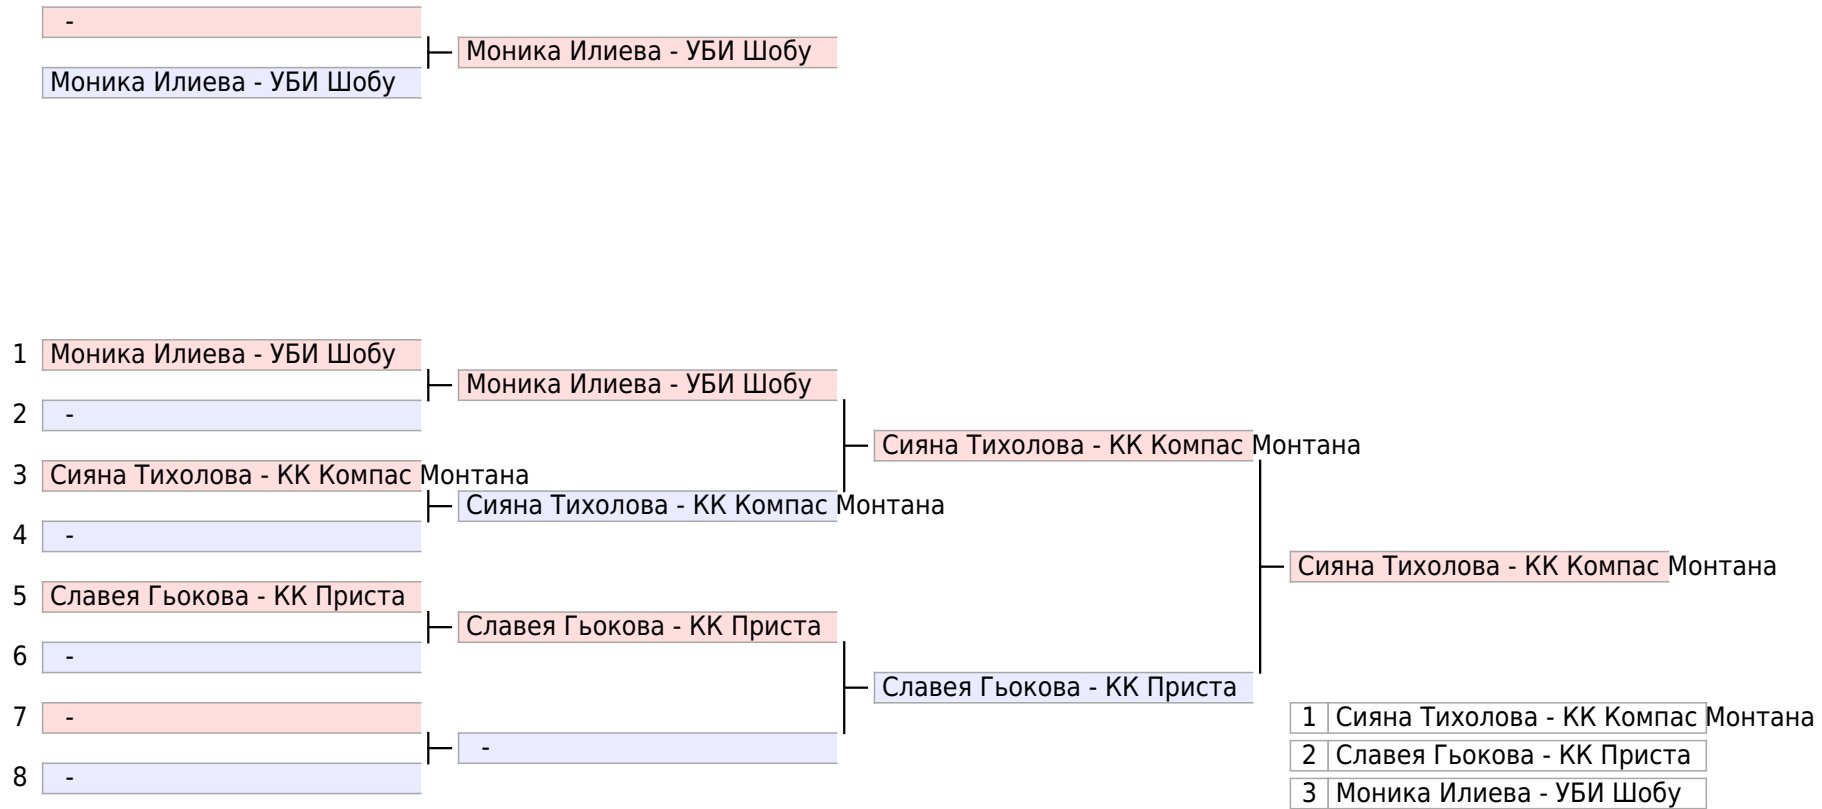 -
Моника Илиева - УБИ Шобу
Моника Илиева - УБИ Шобу
1 Моника Илиева - УБИ Шобу
Моника Илиева - УБИ Шобу
2 -
Сияна Тихолова - КК Компас Монтана
3 Сияна Тихолова - КК Компас Монтана
Сияна Тихолова - КК Компас Монтана
4 -
Сияна Тихолова - КК Компас Монтана
5 Славея Гьокова - КК Приста
Славея Гьокова - КК Приста
6 -
Славея Гьокова - КК Приста
7 -
-
8 -
1 Сияна Тихолова - КК Компас Монтана
2 Славея Гьокова - КК Приста
3 Моника Илиева - УБИ Шобу